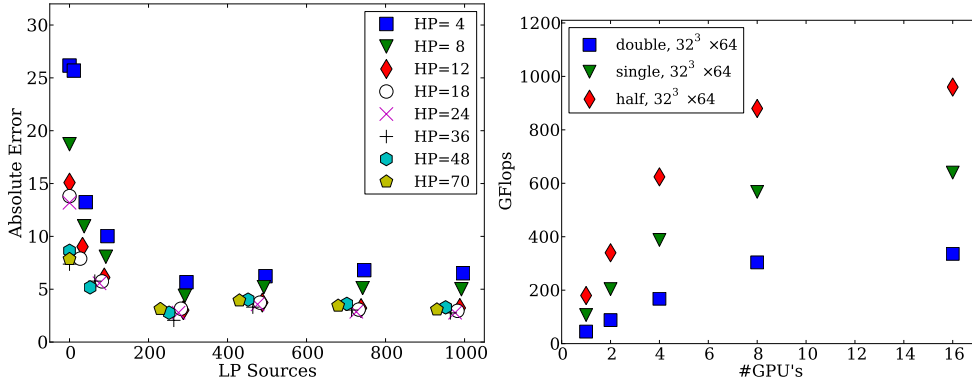 30
25
20
15
10
5
0
Absolute Error
0
200
400
600
800
1000
LP Sources
HP= 4
HP= 8
HP=12
HP=18
HP=24
HP=36
HP=48
HP=70
1200
1000
800
600
400
200
0
GFlops
0
2
4
6
8
10
12
14
16
#GPU's
double, 32³ ×64
single, 32³ ×64
half, 32³ ×64